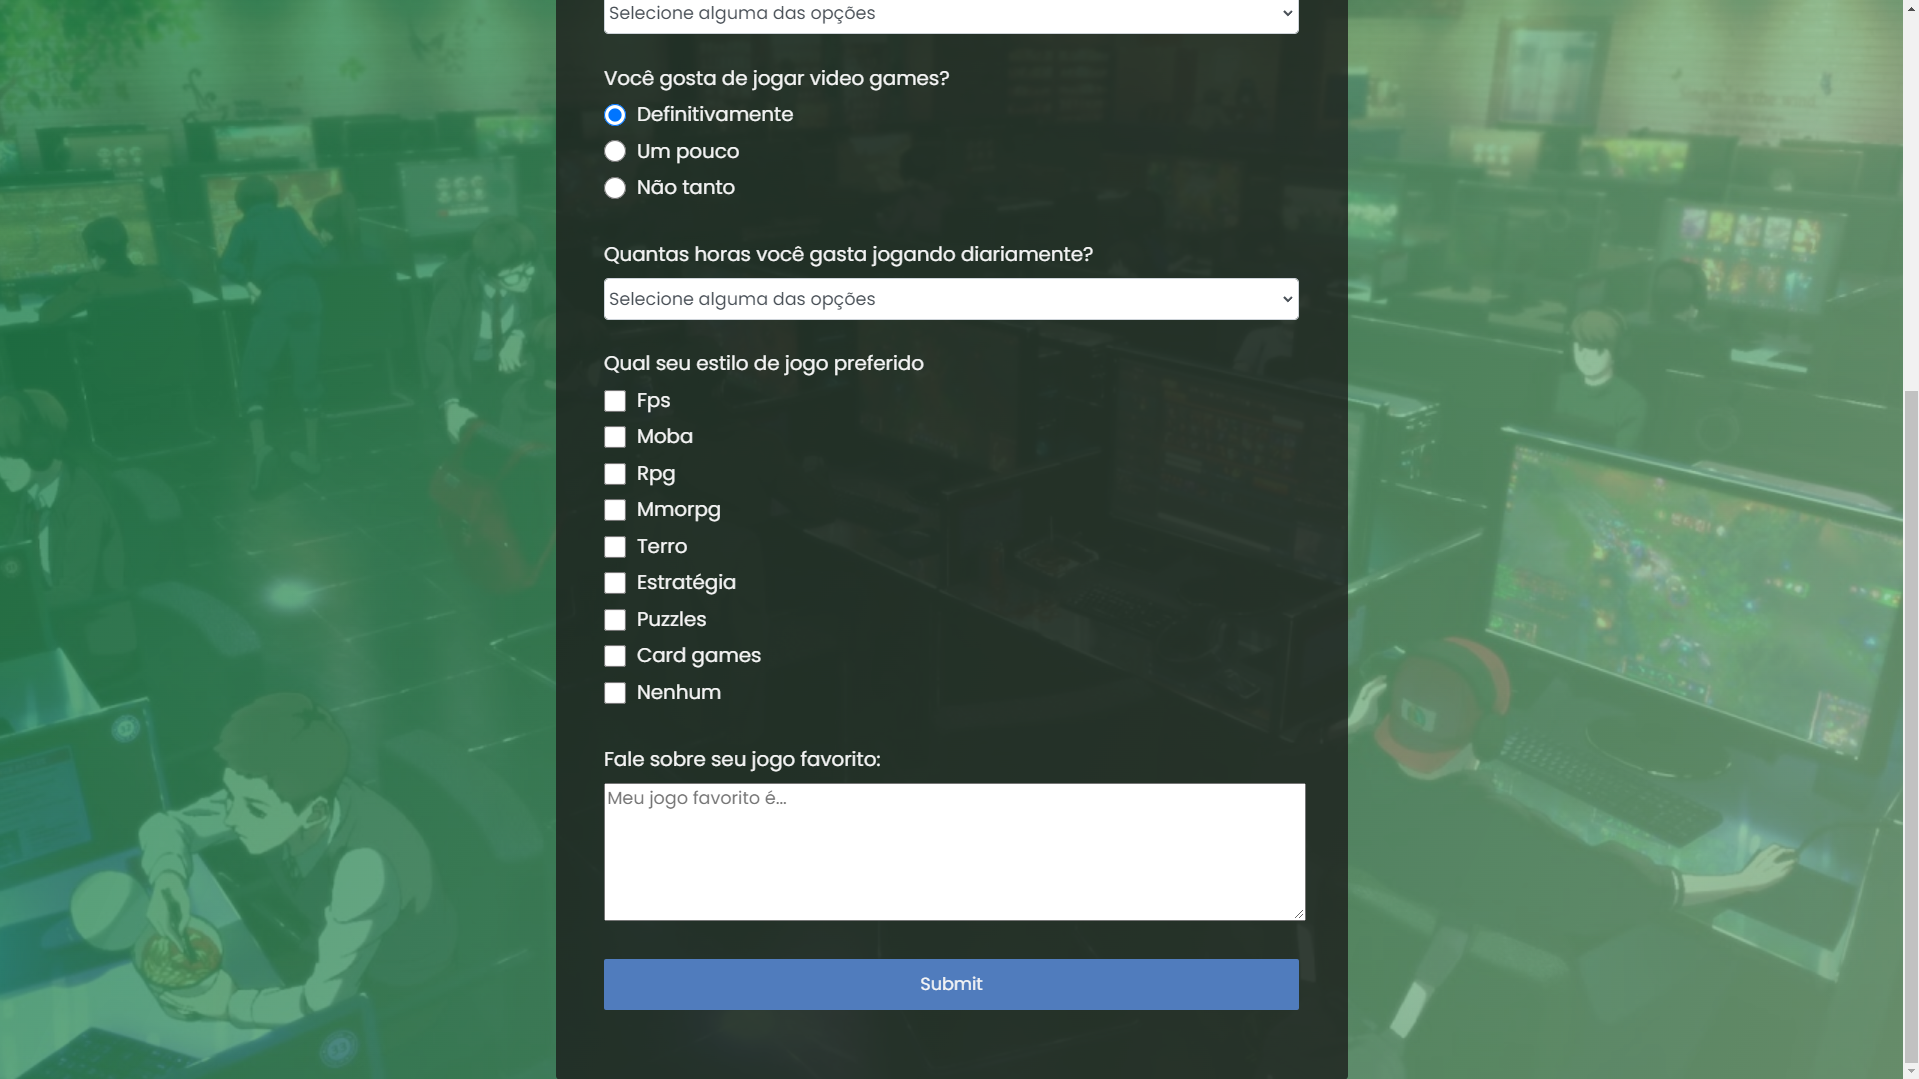 Selecione alguma das opções
Você gosta de jogar video games?
Definitivamente
Um pouco
Não tanto
Quantas horas você gasta jogando diariamente?
Selecione alguma das opções
Qual seu estilo de jogo preferido
Fps
Moba
Rpg
Mmorpg
Terro
Estratégia
Puzzles
Card games
Nenhum
Fale sobre seu jogo favorito:
Meu jogo favorito é...
Submit